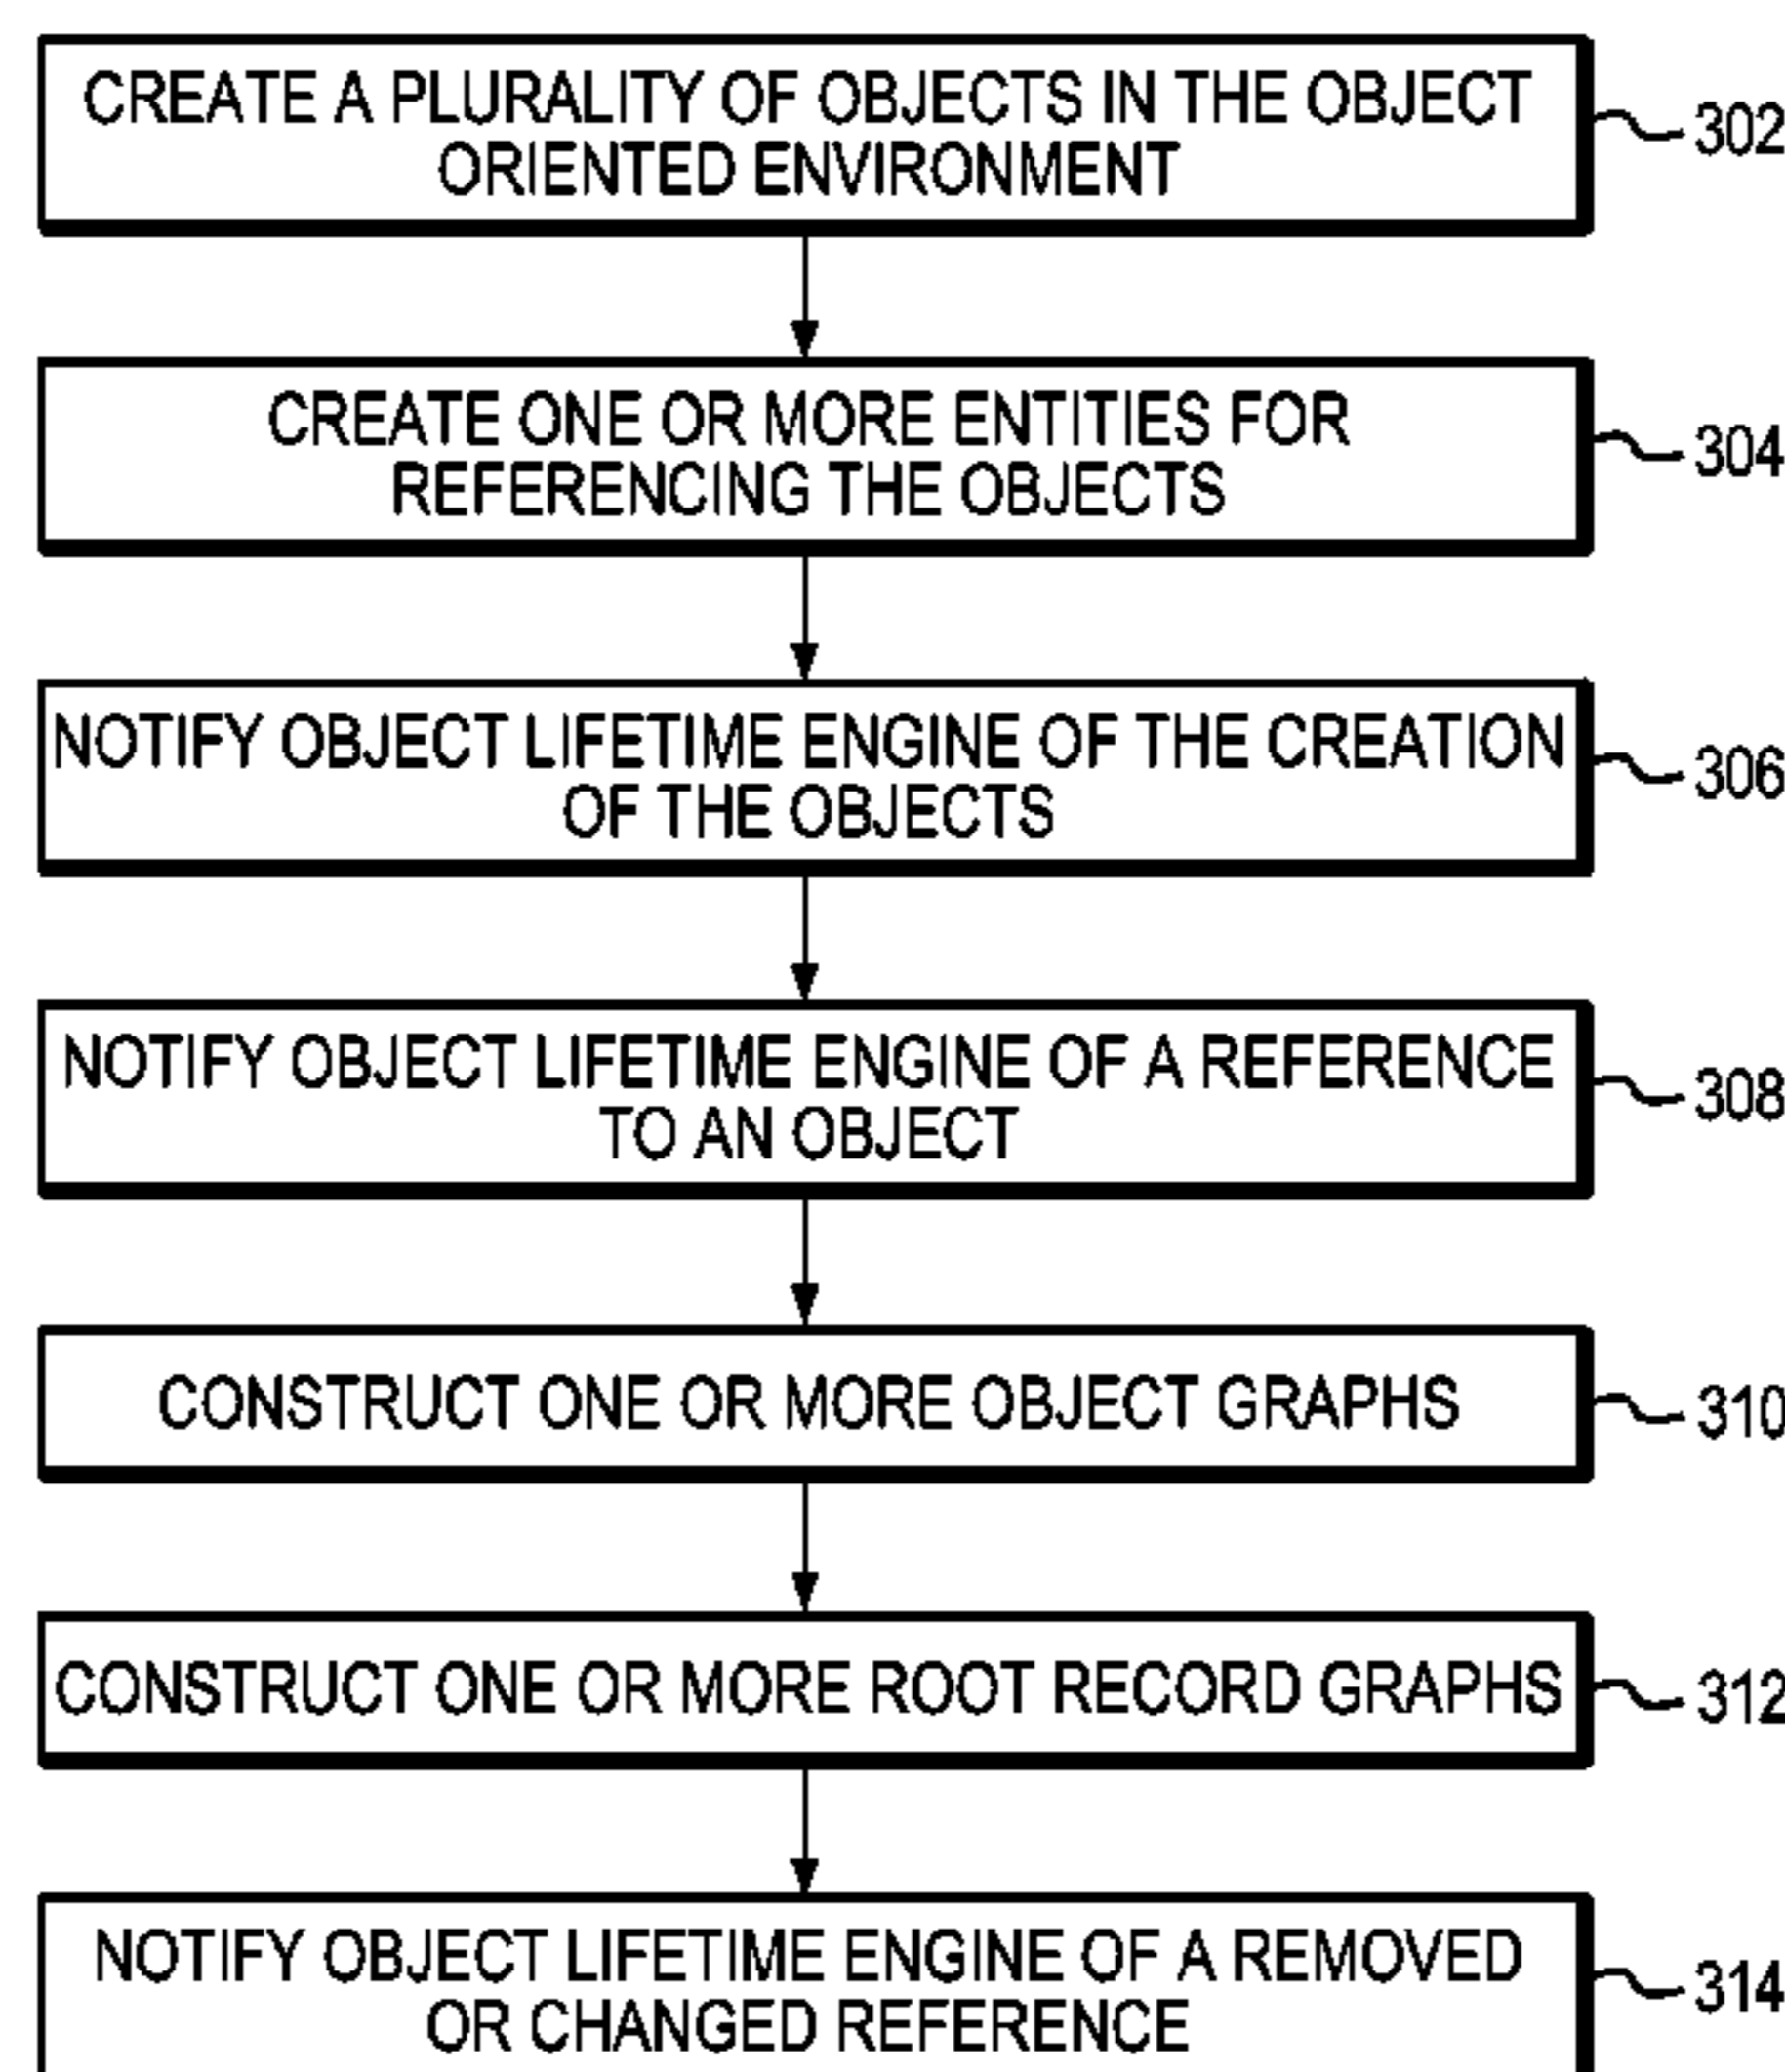 CREATE A PLURALITY OF OBJECTS IN THE OBJECT
ORIENTED ENVIRONMENT
302
CREATE ONE OR MORE ENTITIES FOR
REFERENCING THE OBJECTS
304
NOTIFY OBJECT LIFETIME ENGINE OF THE CREATION
OF THE OBJECTS
306
NOTIFY OBJECT LIFETIME ENGINE OF A REFERENCE
TO AN OBJECT
308
CONSTRUCT ONE OR MORE OBJECT GRAPHS
310
CONSTRUCT ONE OR MORE ROOT RECORD GRAPHS
312
NOTIFY OBJECT LIFETIME ENGINE OF A REMOVED
OR CHANGED REFERENCE
314